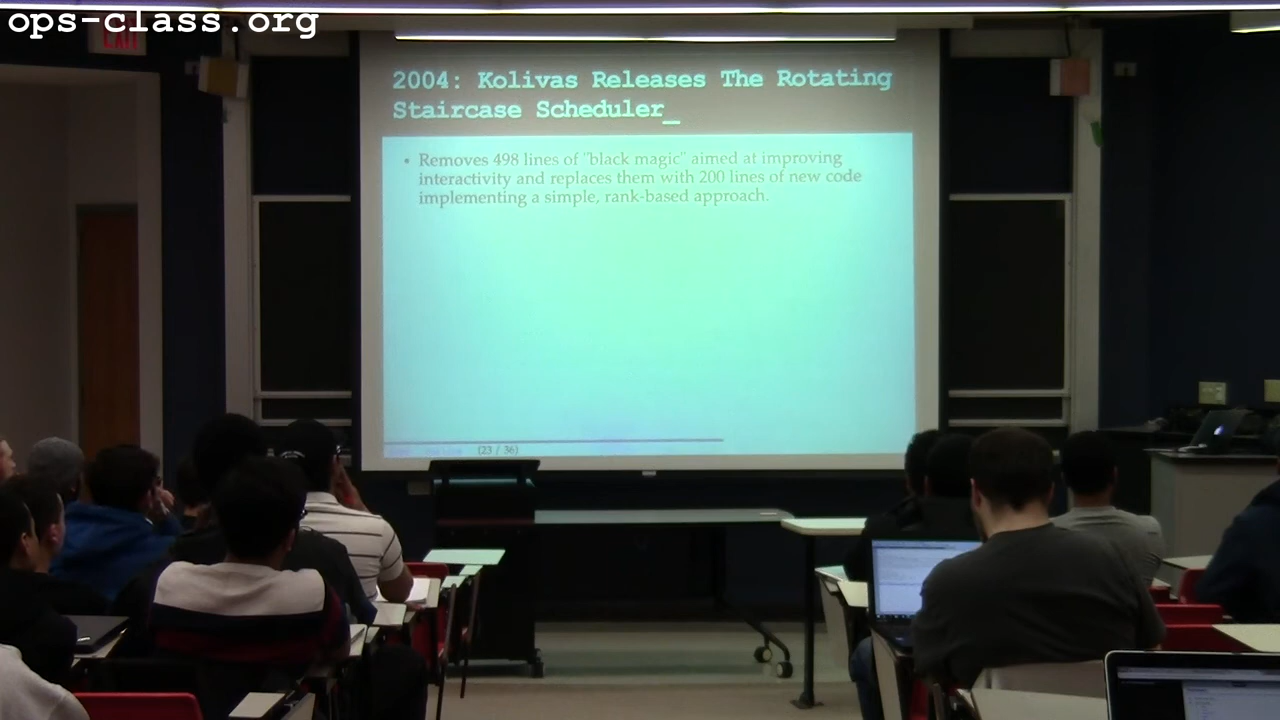 ops-class.org
EXIT
2004: Kolivas Releases The Rotating
Staircase Scheduler_
• Removes 498 lines of "black magic" aimed at improving
interactivity and replaces them with 200 lines of new code
implementing a simple, rank-based approach.
(23 / 36)